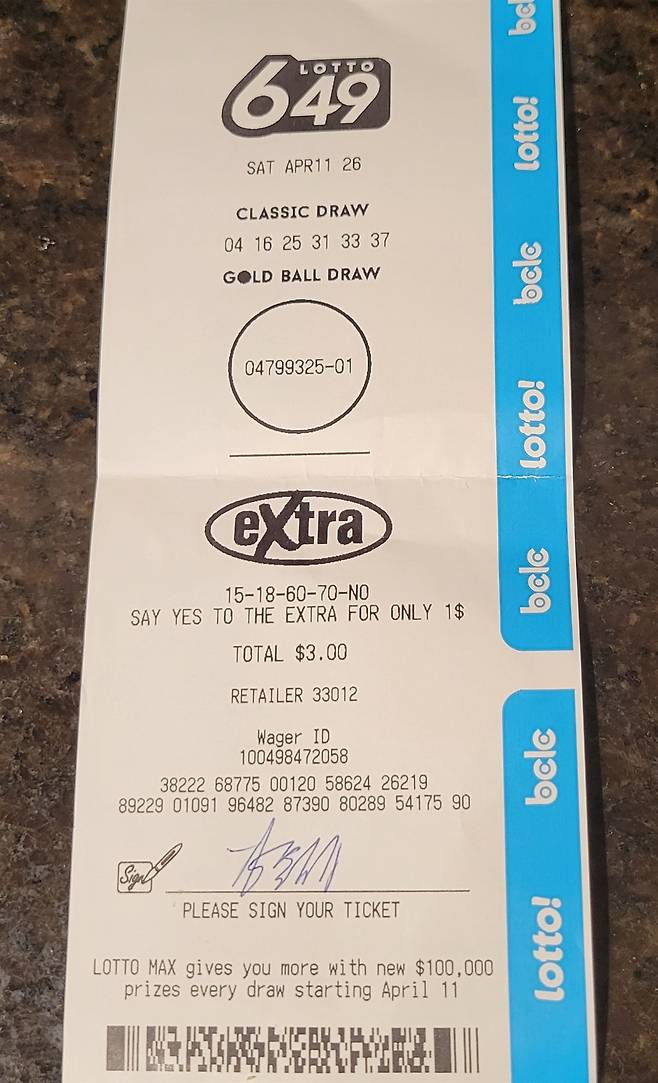 LOTTO
649
SAT APR11 26
CLASSIC DRAW
04 16 25 31 33 37
GOLD BALL DRAW
04799325-01
extra
15-18-60-70-NO
SAY YES TO THE EXTRA FOR ONLY 1$
TOTAL $3.00
RETAILER 33012
Wager ID
100498472058
38222 68775 00120 58624 26219
89229 01091 96482 87390 80289 54175 90
Sign
PLEASE SIGN YOUR TICKET
LOTTO MAX gives you more with new $100,000
prizes every draw starting April 11
bclc
lotto!
bclc
lotto!
bclc
bclc
lotto!